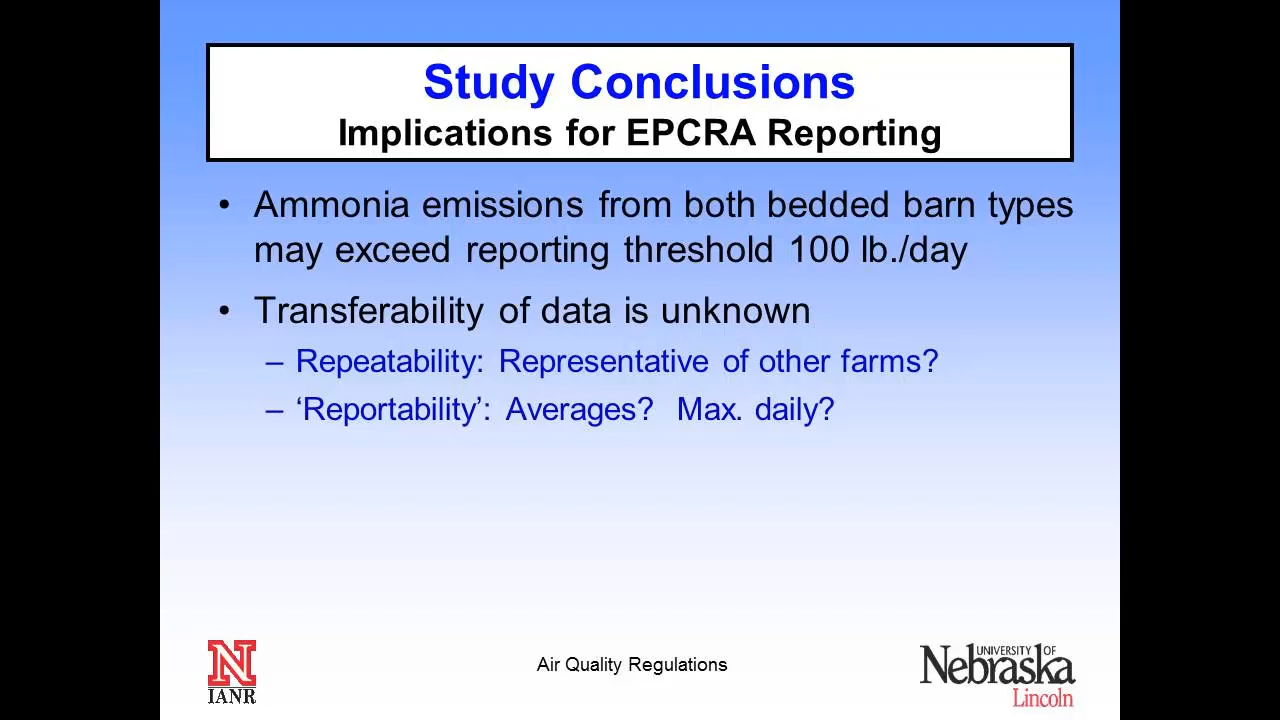 Study Conclusions
Implications for EPCRA Reporting
• Ammonia emissions from both bedded barn types
may exceed reporting threshold 100 lb./day
• Transferability of data is unknown
– Repeatability: Representative of other farms?
– ‘Reportability’: Averages? Max. daily?
N
IANR
Air Quality Regulations
UNIVERSITY OF
Nebraska
Lincoln